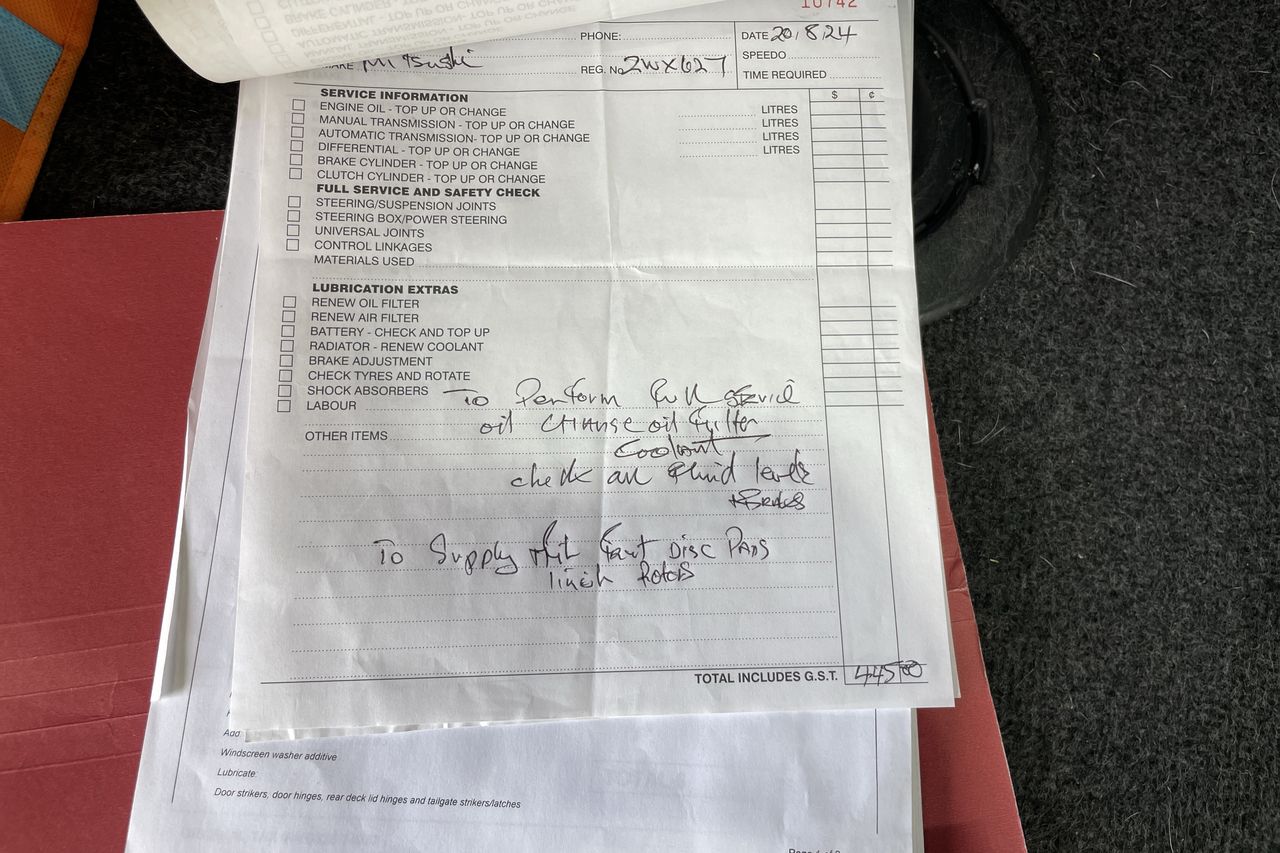 10742
PHONE:
DATE 20/8/24
SPEEDO
MAKE Mitsushi REG. No. ZWX627
TIME REQUIRED
$ ¢
SERVICE INFORMATION
ENGINE OIL - TOP UP OR CHANGE LITRES
MANUAL TRANSMISSION - TOP UP OR CHANGE LITRES
AUTOMATIC TRANSMISSION- TOP UP OR CHANGE LITRES
DIFFERENTIAL - TOP UP OR CHANGE LITRES
BRAKE CYLINDER - TOP UP OR CHANGE
CLUTCH CYLINDER - TOP UP OR CHANGE
FULL SERVICE AND SAFETY CHECK
STEERING/SUSPENSION JOINTS
STEERING BOX/POWER STEERING
UNIVERSAL JOINTS
CONTROL LINKAGES
MATERIALS USED
LUBRICATION EXTRAS
RENEW OIL FILTER
RENEW AIR FILTER
BATTERY - CHECK AND TOP UP
RADIATOR - RENEW COOLANT
BRAKE ADJUSTMENT
CHECK TYRES AND ROTATE
SHOCK ABSORBERS
To Perform full service
LABOUR
oil CHANGE oil Filter
OTHER ITEMS
Coolant
check all fluid levels
+ Brakes
To Supply + fit front DISC PADS
Rotors
TOTAL INCLUDES G.S.T. 445 00
Add
Windscreen washer additive
Lubricate:
Door strikers, door hinges, rear deck lid hinges and tailgate strikers/latches